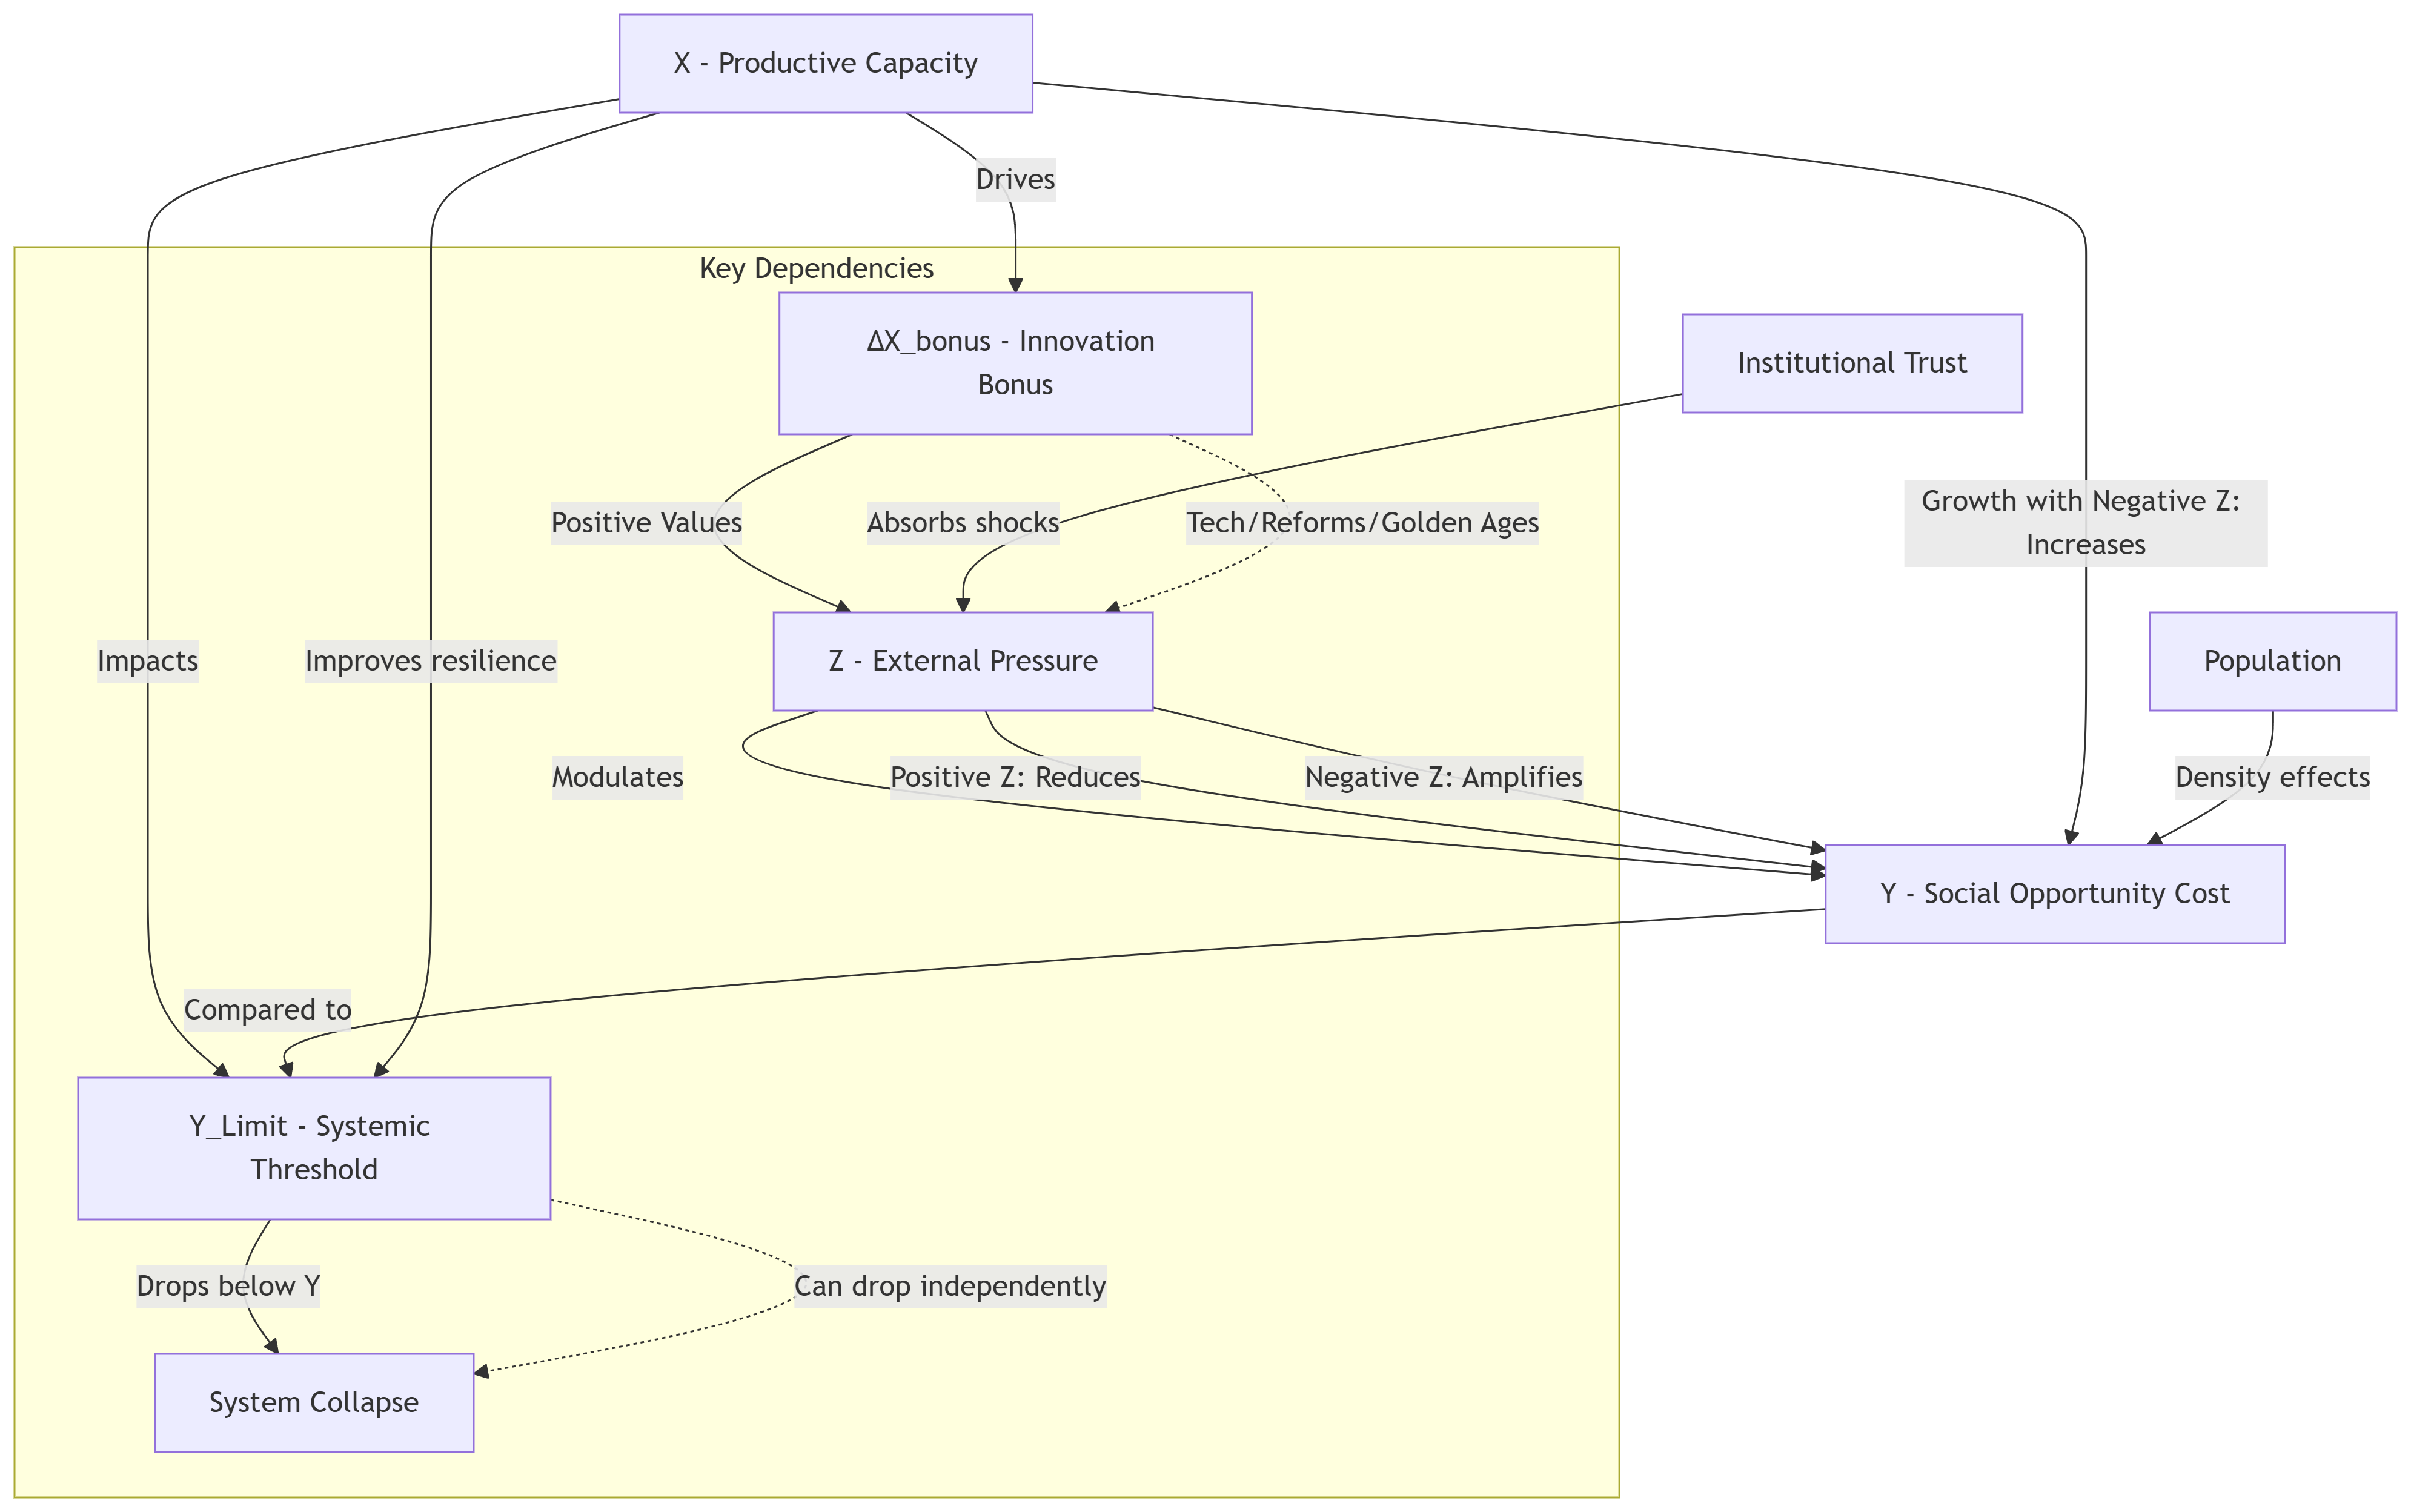 X - Productive Capacity
Drives
Key Dependencies
ΔX_bonus - Innovation
Bonus
Institutional Trust
Positive Values
Absorbs shocks
Tech/Reforms/Golden Ages
Growth with Negative Z:
Increases
Impacts
Improves resilience
Z - External Pressure
Population
Modulates
Positive Z: Reduces
Negative Z: Amplifies
Density effects
Y - Social Opportunity Cost
Compared to
Y_Limit - Systemic
Threshold
Drops below Y
Can drop independently
System Collapse